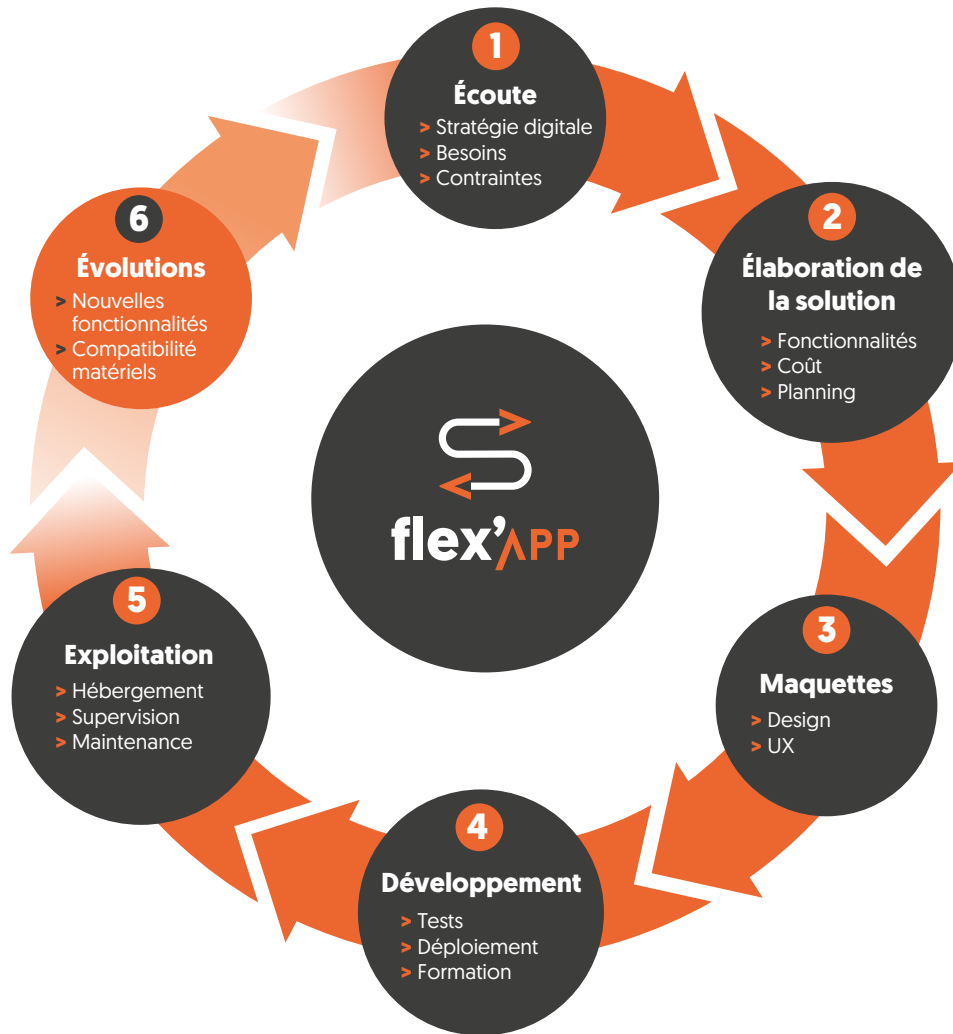 1
Écoute
> Stratégie digitale
> Besoins
> Contraintes
2
Élaboration de
la solution
> Fonctionnalités
> Coût
> Planning
3
Maquettes
> Design
> UX
4
Développement
> Tests
> Déploiement
> Formation
5
Exploitation
> Hébergement
> Supervision
> Maintenance
6
Évolutions
> Nouvelles
fonctionnalités
> Compatibilité
matériels
flex'APP